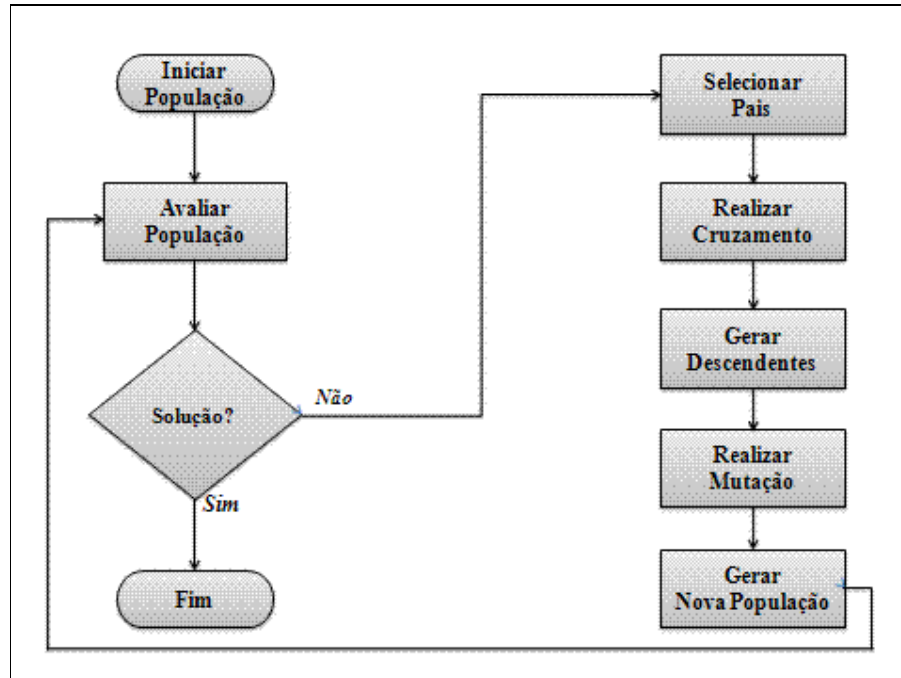 Iniciar
População
Avaliar
População
Solução?
Não
Sim
Fim
Selecionar
Pais
Realizar
Cruzamento
Gerar
Descendentes
Realizar
Mutação
Gerar
Nova População